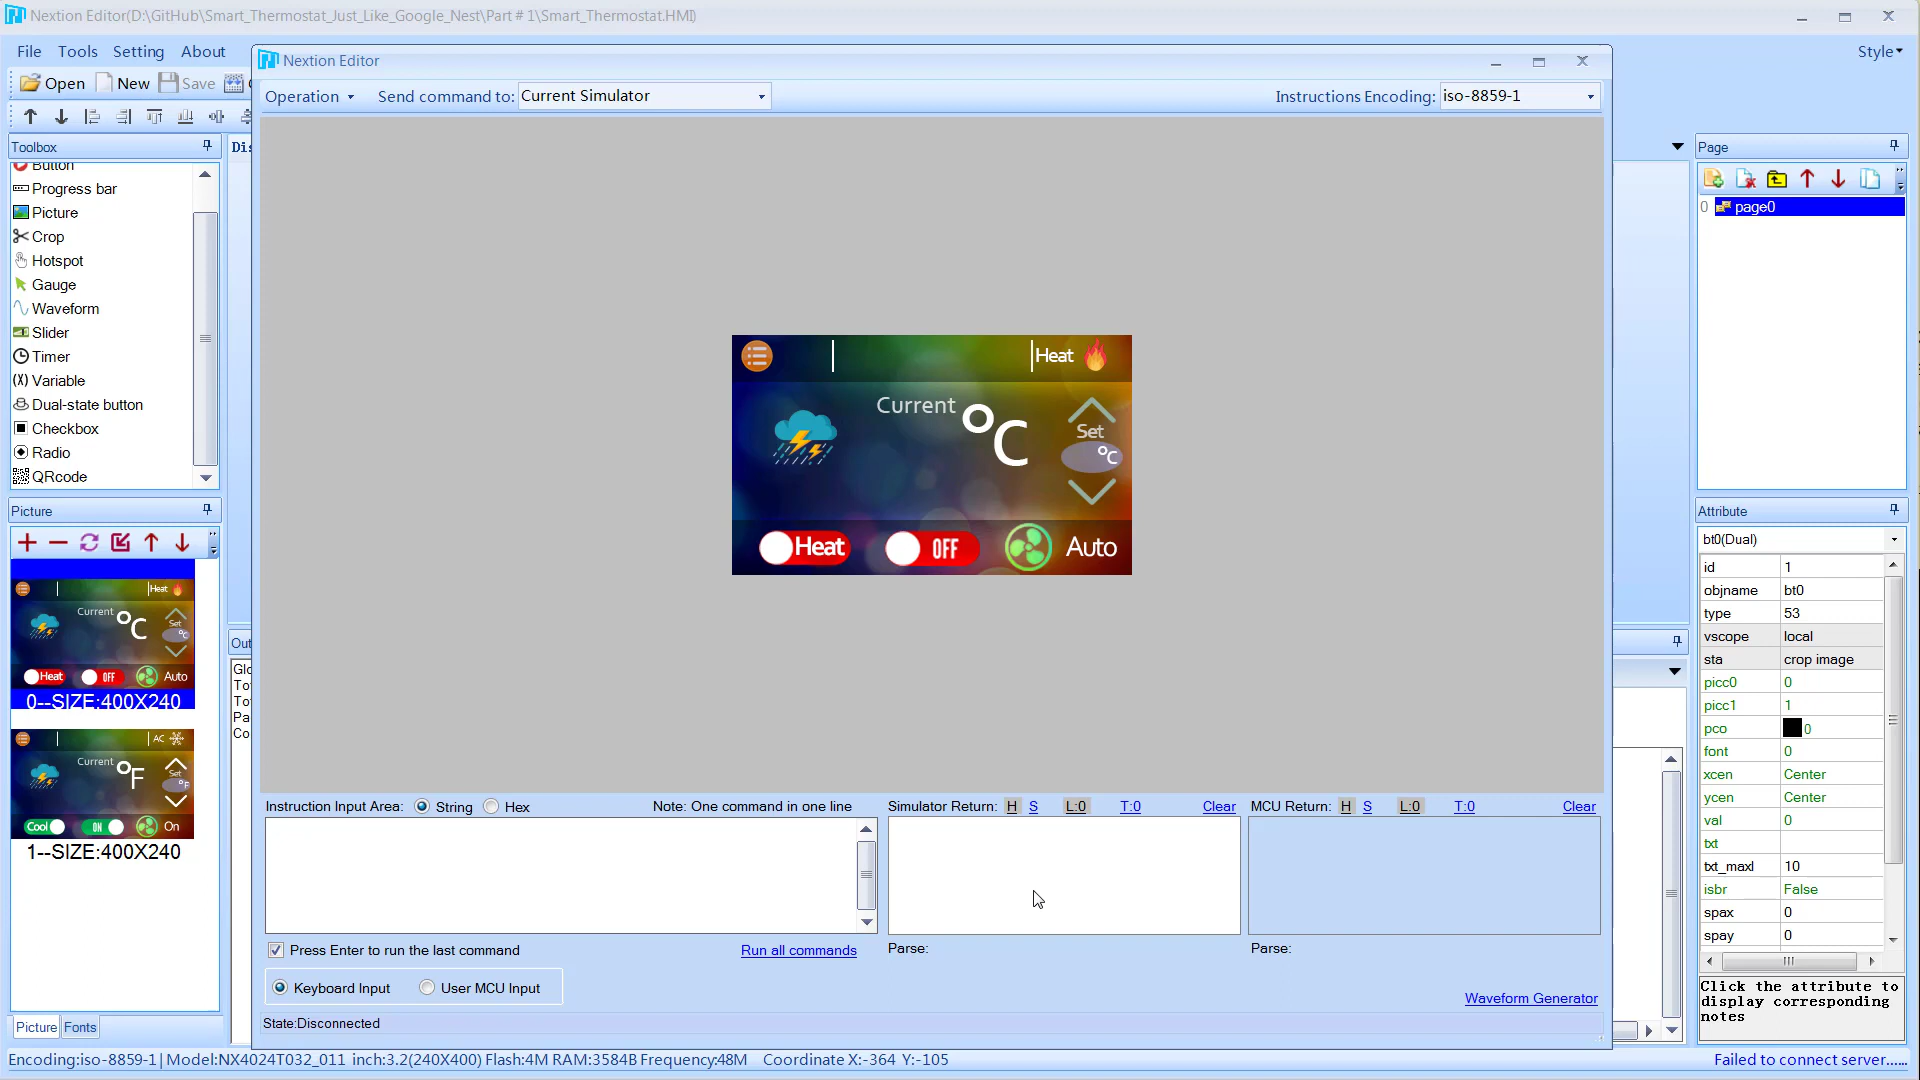 Nextion Editor(D:\GitHub\Smart_Thermostat_Just_Like_Google_Nest\Part # 1\Smart_Thermostat.HMI)
File Tools Setting About
Style
Open New Save
Nextion Editor
Operation Send command to: Current Simulator
Instructions Encoding: iso-8859-1
Toolbox
Button
Progress bar
Picture
Crop
Hotspot
Gauge
Waveform
Slider
Timer
(X) Variable
Dual-state button
Checkbox
Radio
QRcode
Picture
Heat
Current
°C
Set
°C
Heat
OFF
Auto
0--SIZE:400X240
AC
Current
°F
Set
°F
Cool
ON
On
1--SIZE:400X240
Picture Fonts
Heat
Current
°C
Set
°C
Heat
OFF
Auto
Instruction Input Area: String Hex Note: One command in one line
Press Enter to run the last command Run all commands
Keyboard Input User MCU Input
State:Disconnected
Simulator Return: H S L:0 T:0 Clear
Parse:
MCU Return: H S L:0 T:0 Clear
Parse:
Waveform Generator
Page
0 page0
Attribute
bt0(Dual)
id 1
objname bt0
type 53
vscope local
sta crop image
picc0 0
picc1 1
pco 0
font 0
xcen Center
ycen Center
val 0
txt
txt_maxl 10
isbr False
spax 0
spay 0
Click the attribute to
display corresponding
notes
Encoding:iso-8859-1| Model:NX4024T032_011 inch:3.2(240X400) Flash:4M RAM:3584B Frequency:48M Coordinate X:-364 Y:-105
Failed to connect server......